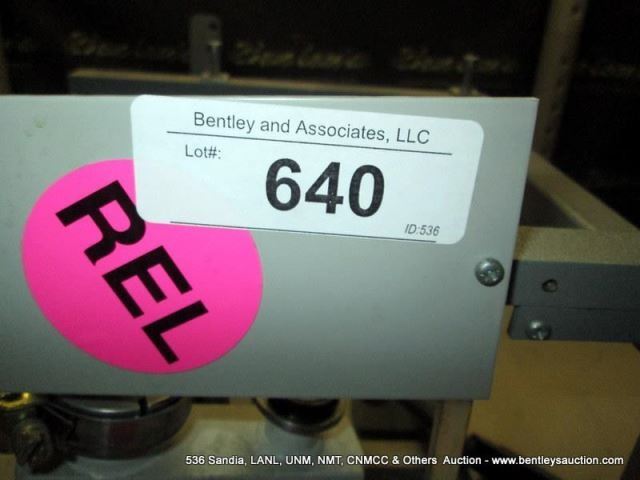 Bentley and Associates, LLC
Lot#:
640
ID:536
REL
536 Sandia, LANL, UNM, NMT, CNMCC & Others Auction - www.bentleysauction.com